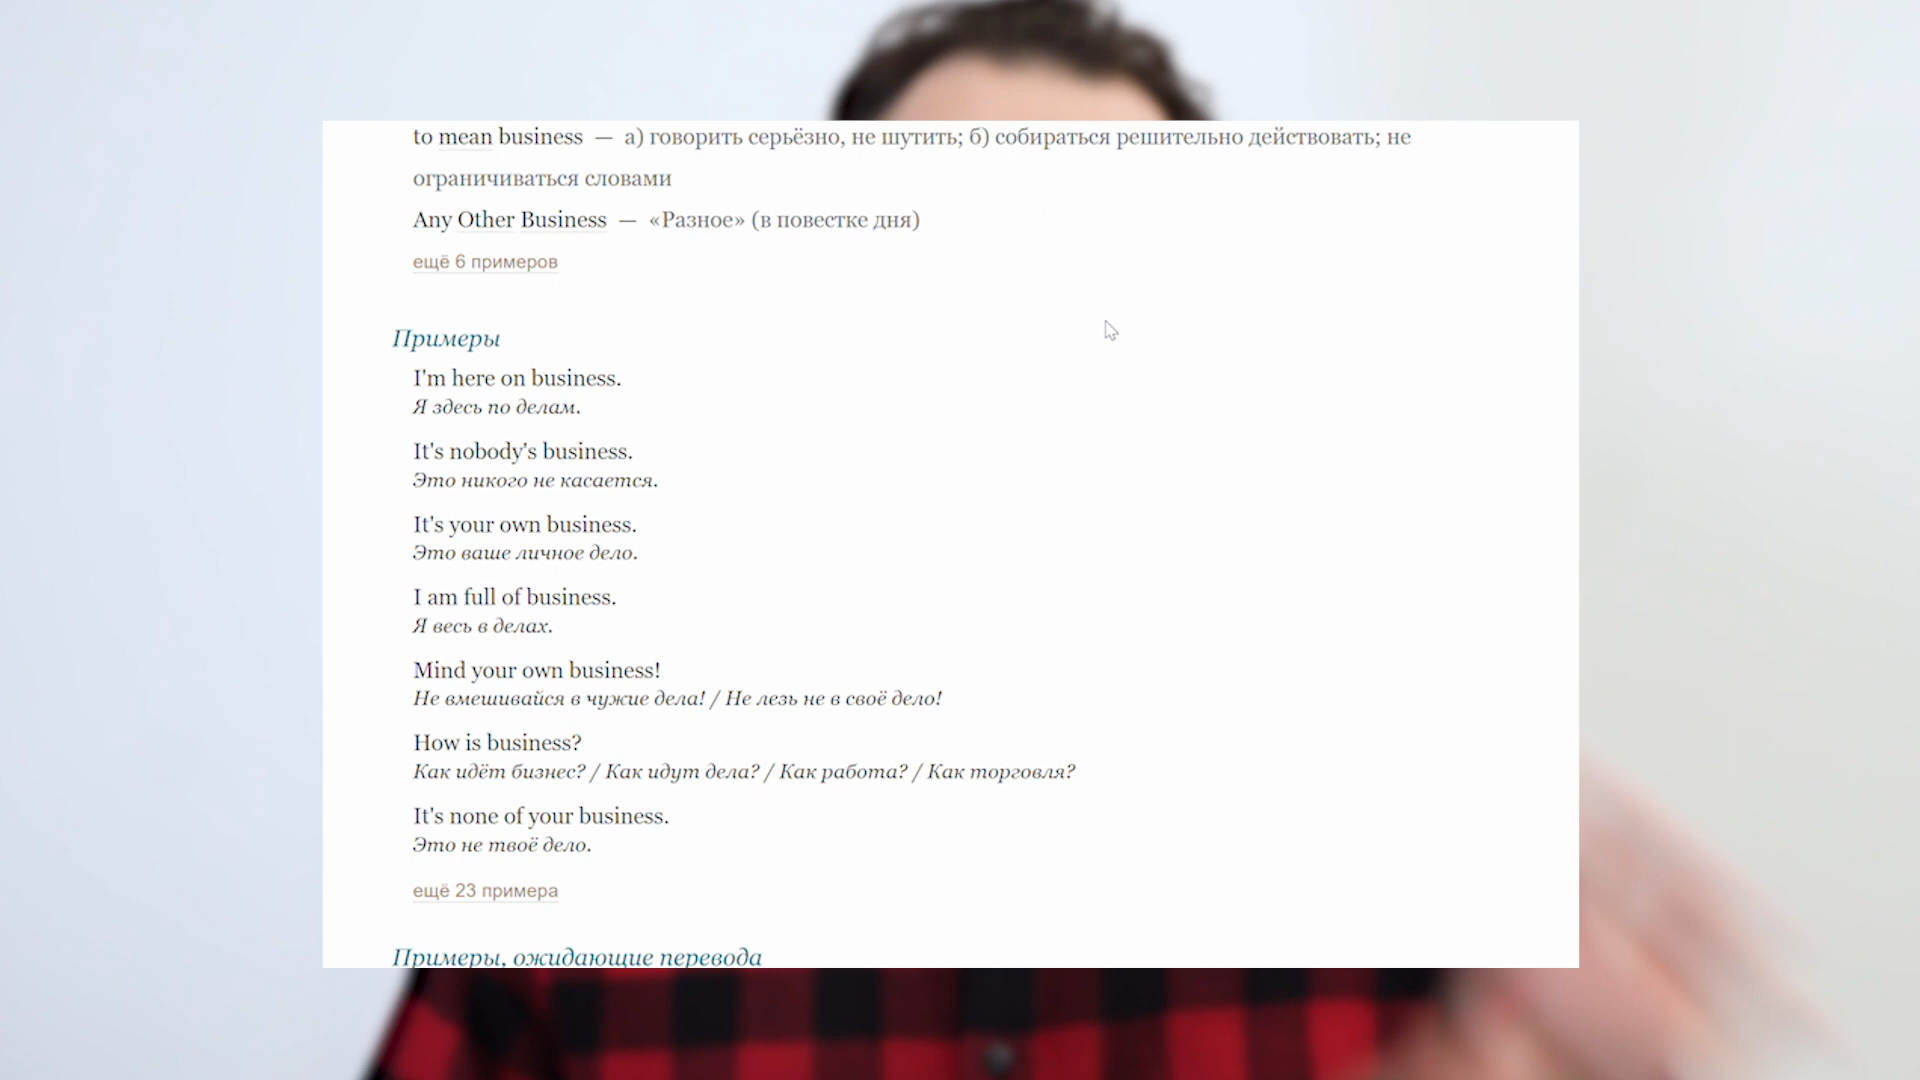 to mean business — а) говорить серьёзно, не шутить; б) собираться решительно действовать; не
ограничиваться словами
Any Other Business — «Разное» (в повестке дня)
ещё 6 примеров
Примеры
I'm here on business.
Я здесь по делам.
It's nobody's business.
Это никого не касается.
It's your own business.
Это ваше личное дело.
I am full of business.
Я весь в делах.
Mind your own business!
Не вмешивайся в чужие дела! / Не лезь не в своё дело!
How is business?
Как идёт бизнес? / Как идут дела? / Как работа? / Как торговля?
It's none of your business.
Это не твоё дело.
ещё 23 примера
Примеры, ожидающие перевода